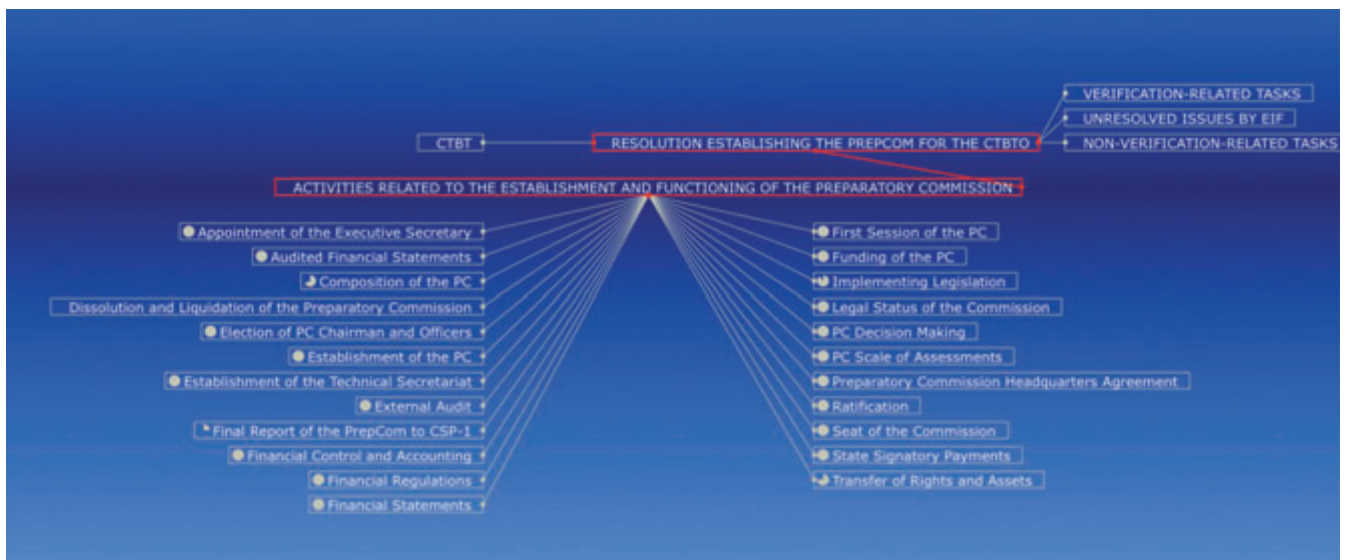 VERIFICATION-RELATED TASKS
UNRESOLVED ISSUES BY EIF
CTBT
RESOLUTION ESTABLISHING THE PREPCOM FOR THE CTBTO
NON-VERIFICATION-RELATED TASKS
ACTIVITIES RELATED TO THE ESTABLISHMENT AND FUNCTIONING OF THE PREPARATORY COMMISSION
Appointment of the Executive Secretary
Audited Financial Statements
Composition of the PC
Dissolution and Liquidation of the Preparatory Commission
Election of PC Chairman and Officers
Establishment of the PC
Establishment of the Technical Secretariat
External Audit
Final Report of the PrepCom to CSP-1
Financial Control and Accounting
Financial Regulations
Financial Statements
First Session of the PC
Funding of the PC
Implementing Legislation
Legal Status of the Commission
PC Decision Making
PC Scale of Assessments
Preparatory Commission Headquarters Agreement
Ratification
Seat of the Commission
State Signatory Payments
Transfer of Rights and Assets